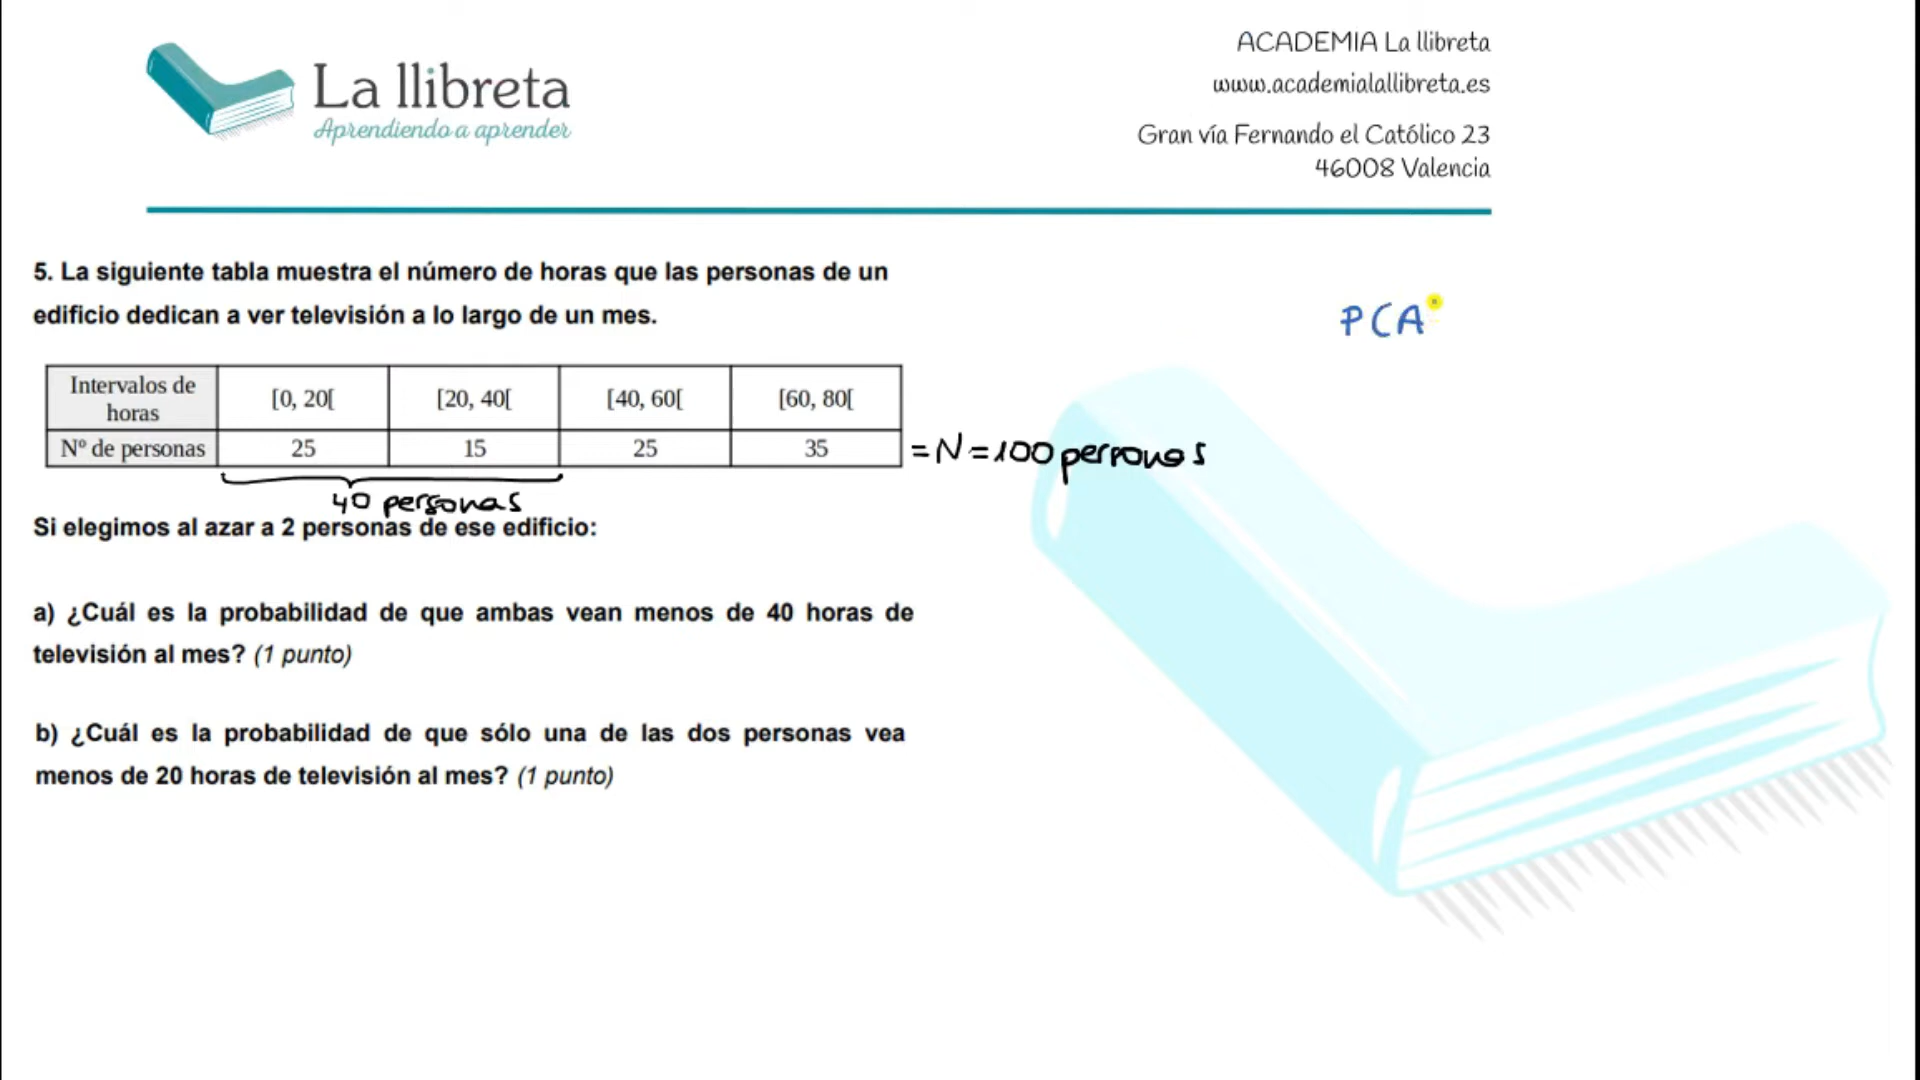 La llibreta
Aprendiendo a aprender
ACADEMIA La llibreta
www.academialallibreta.es
Gran vía Fernando el Católico 23
46008 Valencia
5. La siguiente tabla muestra el número de horas que las personas de un
edificio dedican a ver televisión a lo largo de un mes.
P(A
Intervalos de horas [0, 20[ [20, 40[ [40, 60[ [60, 80[
Nº de personas 25 15 25 35 = N = 100 personas
40 personas
Si elegimos al azar a 2 personas de ese edificio:
a) ¿Cuál es la probabilidad de que ambas vean menos de 40 horas de
televisión al mes? (1 punto)
b) ¿Cuál es la probabilidad de que sólo una de las dos personas vea
menos de 20 horas de televisión al mes? (1 punto)